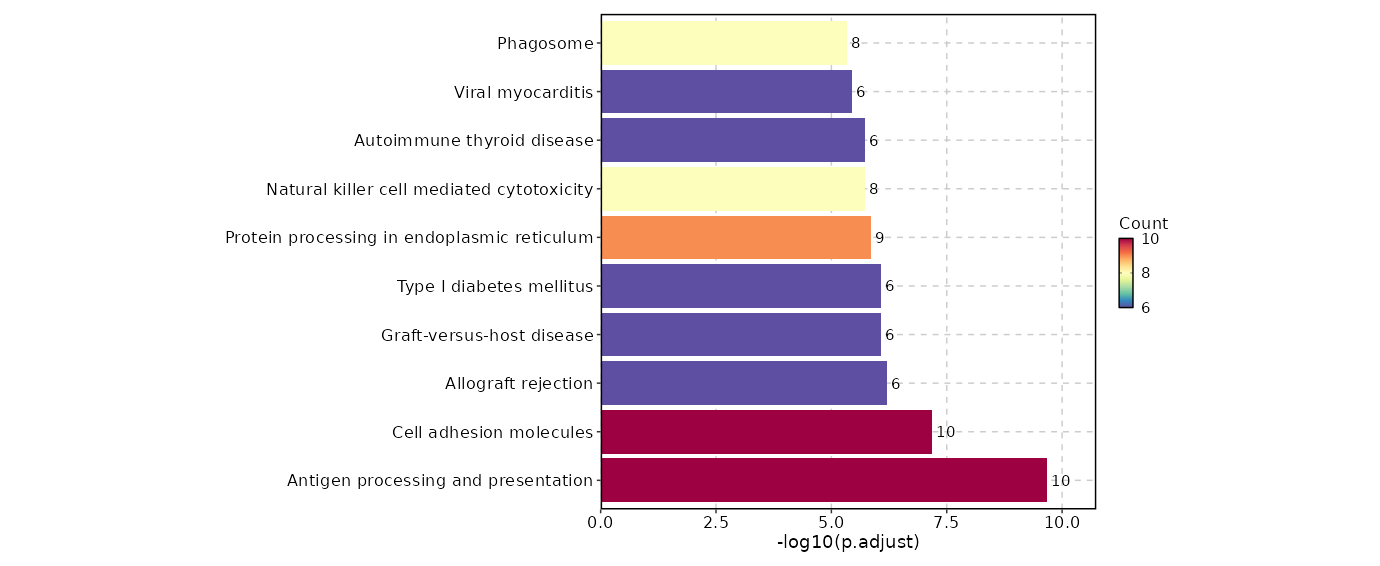 Phagosome 8
Viral myocarditis 6
Autoimmune thyroid disease 6
Natural killer cell mediated cytotoxicity 8
Protein processing in endoplasmic reticulum 9
Type I diabetes mellitus 6
Graft-versus-host disease 6
Allograft rejection 6
Cell adhesion molecules 10
Antigen processing and presentation 10
0.0 2.5 5.0 7.5 10.0
-log10(p.adjust)
Count
10
8
6